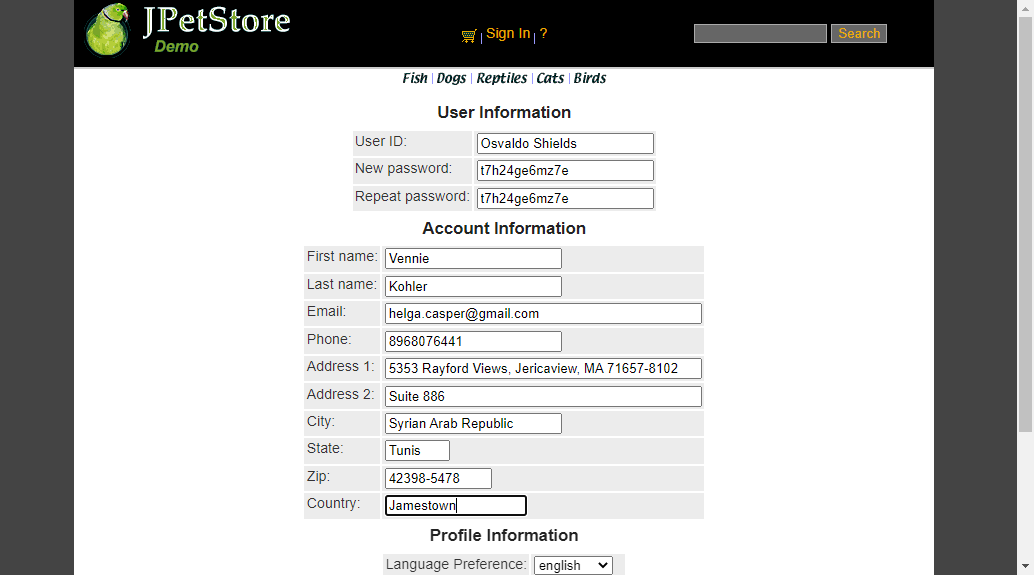 JPetStore
Demo
Sign In | ?
Search
Fish | Dogs | Reptiles | Cats | Birds
User Information
User ID: Osvaldo Shields
New password: t7h24ge6mz7e
Repeat password: t7h24ge6mz7e
Account Information
First name: Vennie
Last name: Kohler
Email: helga.casper@gmail.com
Phone: 8968076441
Address 1: 5353 Rayford Views, Jericaview, MA 71657-8102
Address 2: Suite 886
City: Syrian Arab Republic
State: Tunis
Zip: 42398-5478
Country: Jamestown
Profile Information
Language Preference: english